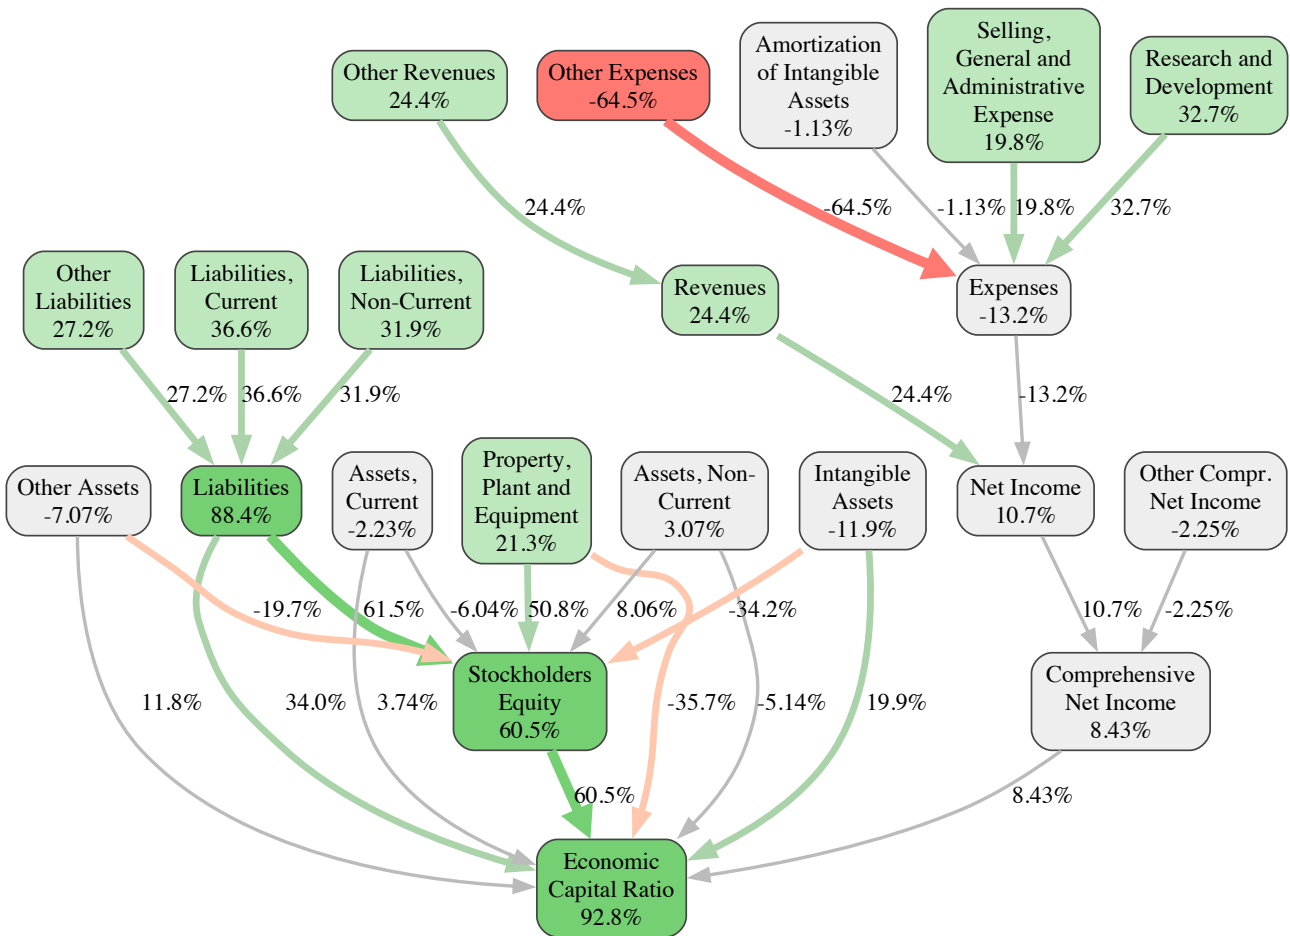 Other Revenues
24.4%
Other Expenses
-64.5%
Amortization
of Intangible
Assets
-1.13%
Selling,
General and
Administrative
Expense
19.8%
Research and
Development
32.7%
24.4%
-64.5%
-1.13%
19.8%
32.7%
Other
Liabilities
27.2%
Liabilities,
Current
36.6%
Liabilities,
Non-Current
31.9%
Revenues
24.4%
Expenses
-13.2%
27.2%
36.6%
31.9%
24.4%
-13.2%
Other Assets
-7.07%
Liabilities
88.4%
Assets,
Current
-2.23%
Property,
Plant and
Equipment
21.3%
Assets, Non-
Current
3.07%
Intangible
Assets
-11.9%
Net Income
10.7%
Other Compr.
Net Income
-2.25%
-19.7%
61.5%
-6.04%
50.8%
8.06%
-34.2%
10.7%
-2.25%
11.8%
34.0%
3.74%
Stockholders
Equity
60.5%
-35.7%
-5.14%
19.9%
Comprehensive
Net Income
8.43%
60.5%
8.43%
Economic
Capital Ratio
92.8%